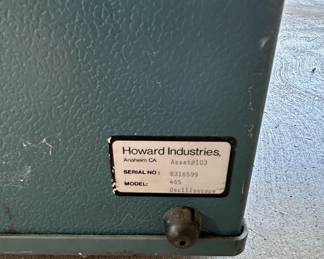 Howard Industries,
Anaheim, CA Asset#103
SERIAL NO: B316599
MODEL: 465
Oscilloscope